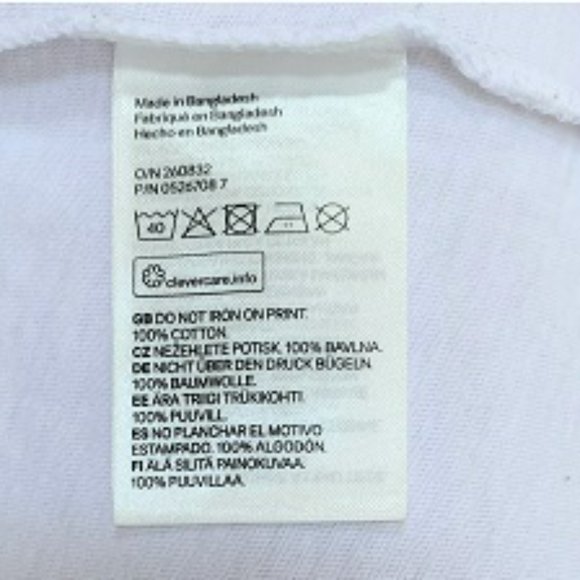 Made in Bangladesh
Fabriqué en Bangladesh
Hecho en Bangladesh
O/N 260832
P/N 0526708 7
40
clevercare.info
GB DO NOT IRON ON PRINT.
100% COTTON.
CZ NEŽEHLETE POTISK. 100% BAVLNA.
DE NICHT ÜBER DEN DRUCK BÜGELN.
100% BAUMWOLLE.
EE ÄRA TRIIGI TRÜKIKOHTI.
100% PUUVILL.
ES NO PLANCHAR EL MOTIVO
ESTAMPADO. 100% ALGODÓN.
FI ÄLÄ SILITÄ PAINOKUVAA.
100% PUUVILLAA.